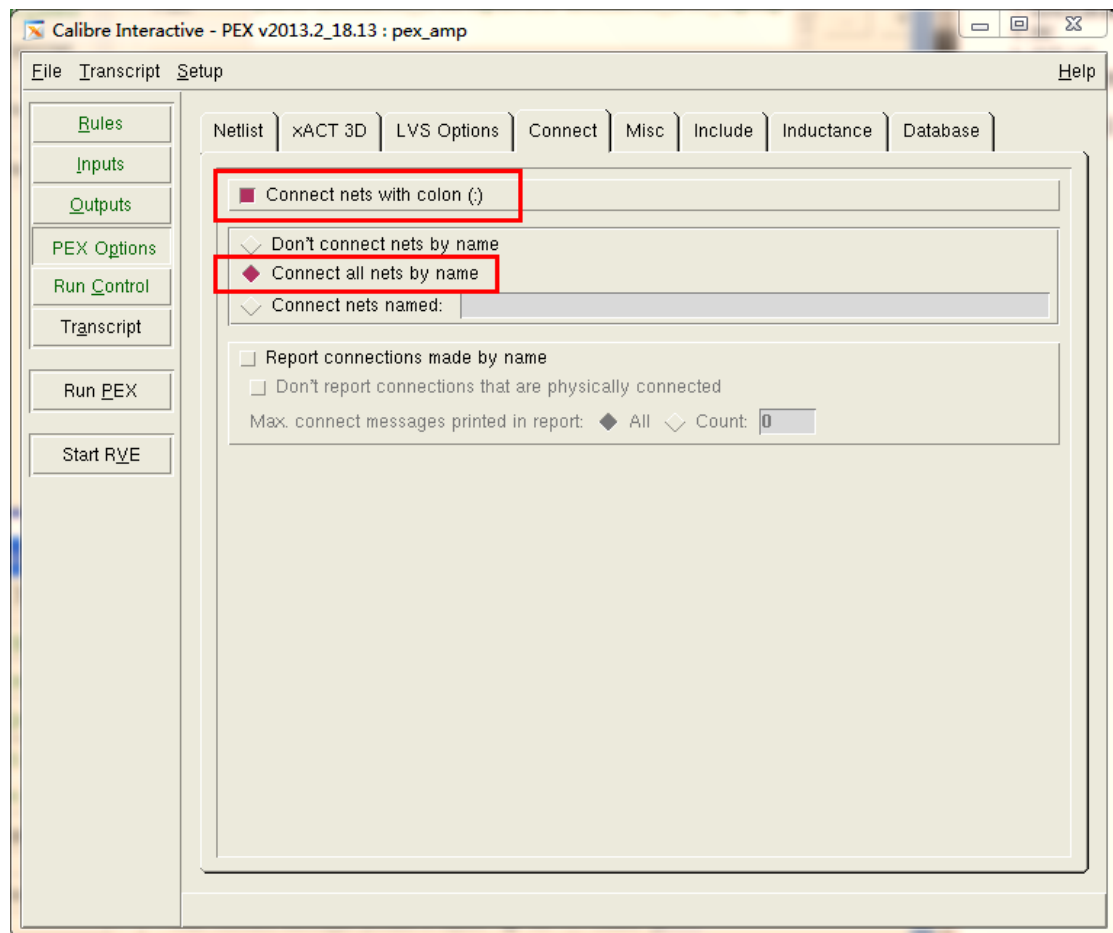 Calibre Interactive - PEX v2013.2_18.13 : pex_amp
File Transcript Setup Help
Rules
Inputs
Outputs
PEX Options
Run Control
Transcript
Run PEX
Start RVE
Netlist xACT 3D LVS Options Connect Misc Include Inductance Database
Connect nets with colon (:)
Don't connect nets by name
Connect all nets by name
Connect nets named:
Report connections made by name
Don't report connections that are physically connected
Max. connect messages printed in report: All Count: 0